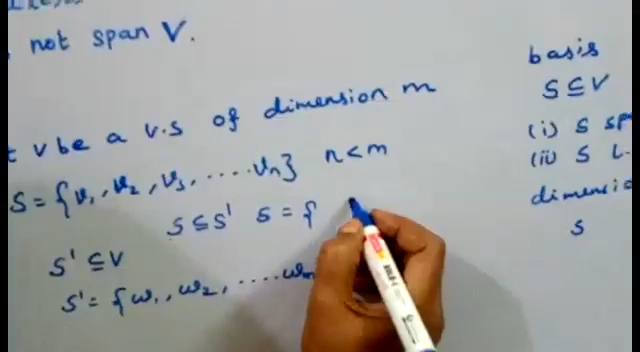 not span V.
V be a V.S of dimension m
S = {v₁, v₂, v₃, ....vₙ} n<m
S ⊆ S' S = {
S' ⊆ V
S' = {w₁, w₂, ....wₘ
basis
S ⊆ V
(i) S sp
(ii) S L
dimensio
S